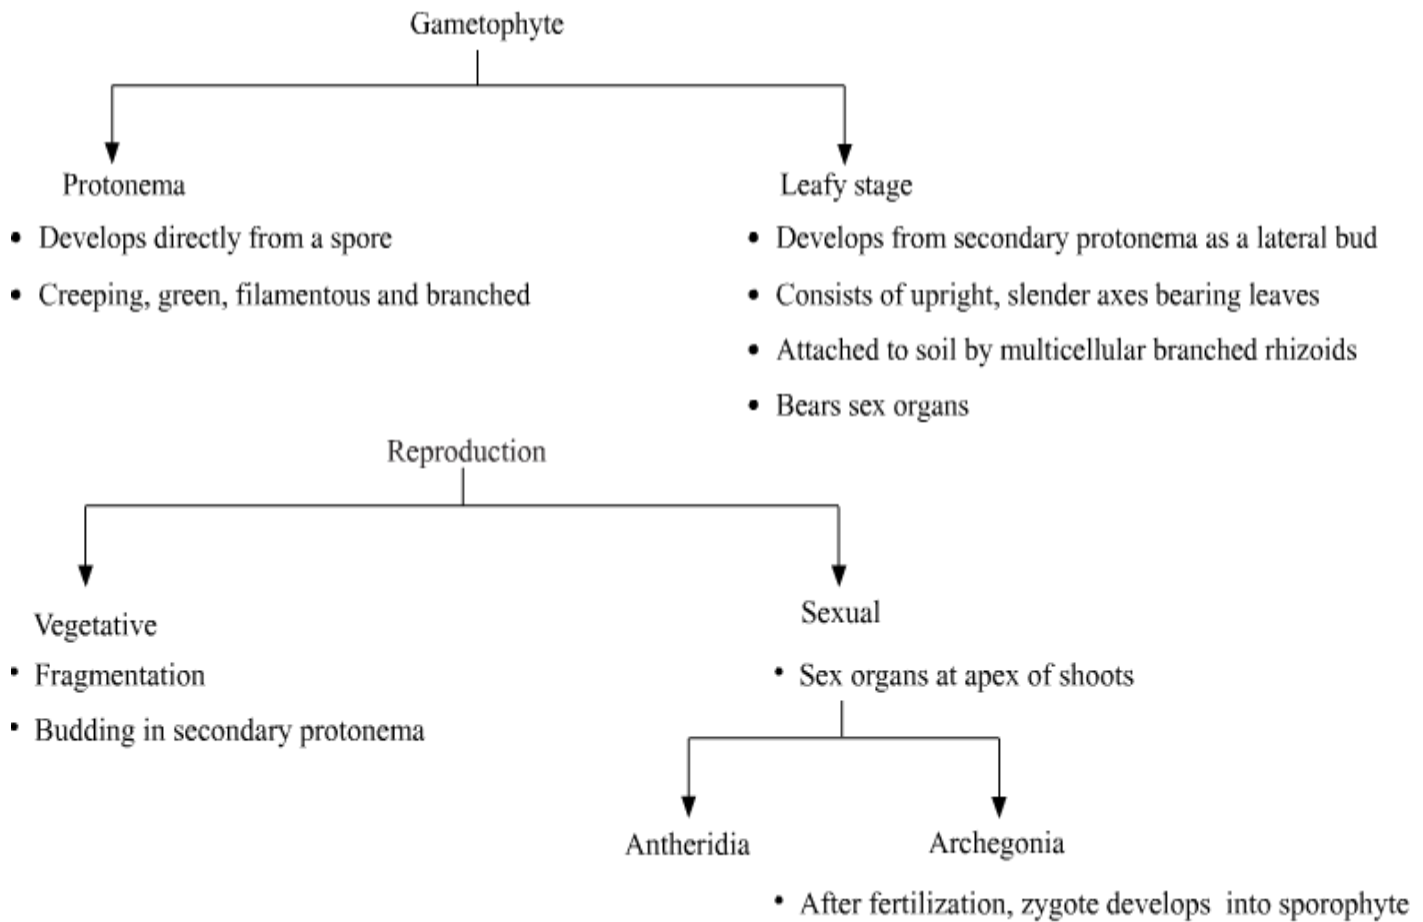 Gametophyte
Protonema
• Develops directly from a spore
• Creeping, green, filamentous and branched
Leafy stage
• Develops from secondary protonema as a lateral bud
• Consists of upright, slender axes bearing leaves
• Attached to soil by multicellular branched rhizoids
• Bears sex organs
Reproduction
Vegetative
• Fragmentation
• Budding in secondary protonema
Sexual
• Sex organs at apex of shoots
Antheridia
Archegonia
• After fertilization, zygote develops into sporophyte